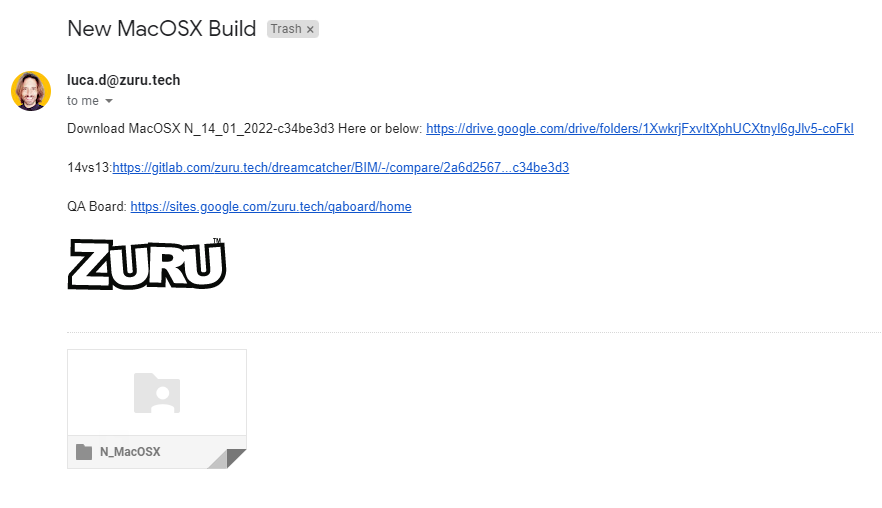 New MacOSX Build Trash ×
luca.d@zuru.tech
to me
Download MacOSX N_14_01_2022-c34be3d3 Here or below: https://drive.google.com/drive/folders/1XwkrjFxvItXphUCXtnyI6gJlv5-coFkI
14vs13:https://gitlab.com/zuru.tech/dreamcatcher/BIM/-/compare/2a6d2567...c34be3d3
QA Board: https://sites.google.com/zuru.tech/qaboard/home
ZURU™
N_MacOSX